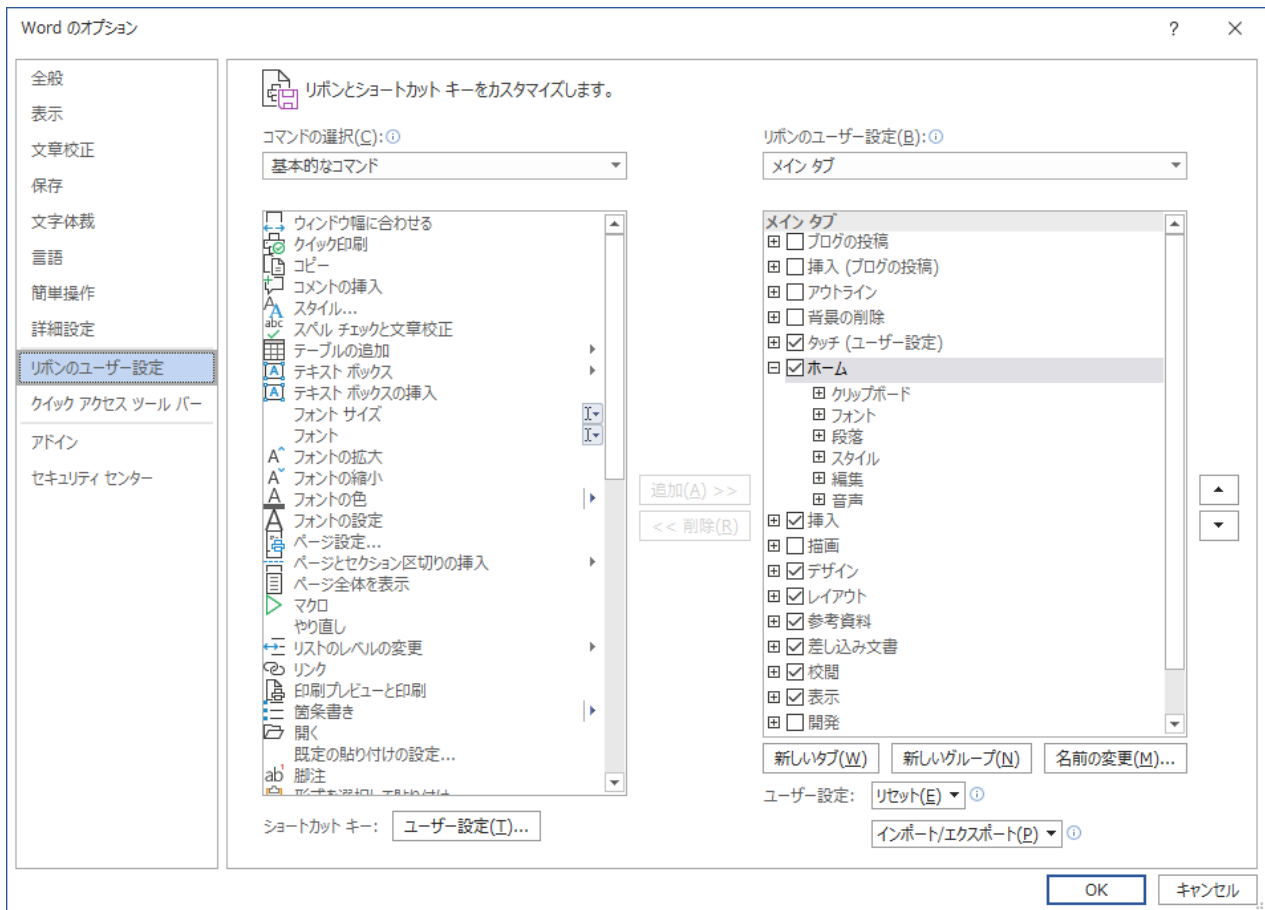 Word のオプション
?
全般
表示
文章校正
保存
文字体裁
言語
簡単操作
詳細設定
リボンのユーザー設定
クイック アクセス ツール バー
アドイン
セキュリティ センター
リボンとショートカット キーをカスタマイズします。
コマンドの選択(C):
基本的なコマンド
ウィンドウ幅に合わせる
クイック印刷
コピー
コメントの挿入
スタイル...
スペル チェックと文章校正
テーブルの追加
テキスト ボックス
テキスト ボックスの挿入
フォント サイズ
フォント
フォントの拡大
フォントの縮小
フォントの色
フォントの設定
ページ設定...
ページとセクション区切りの挿入
ページ全体を表示
マクロ
やり直し
リストのレベルの変更
リンク
印刷プレビューと印刷
箇条書き
開く
既定の貼り付けの設定...
脚注
ショートカット キー: ユーザー設定(T)...
追加(A) >>
<< 削除(R)
リボンのユーザー設定(B):
メイン タブ
メイン タブ
ブログの投稿
挿入 (ブログの投稿)
アウトライン
背景の削除
タッチ (ユーザー設定)
ホーム
クリップボード
フォント
段落
スタイル
編集
音声
挿入
描画
デザイン
レイアウト
参考資料
差し込み文書
校閲
表示
開発
新しいタブ(W) 新しいグループ(N) 名前の変更(M)...
ユーザー設定: リセット(E)
インポート/エクスポート(P)
OK キャンセル